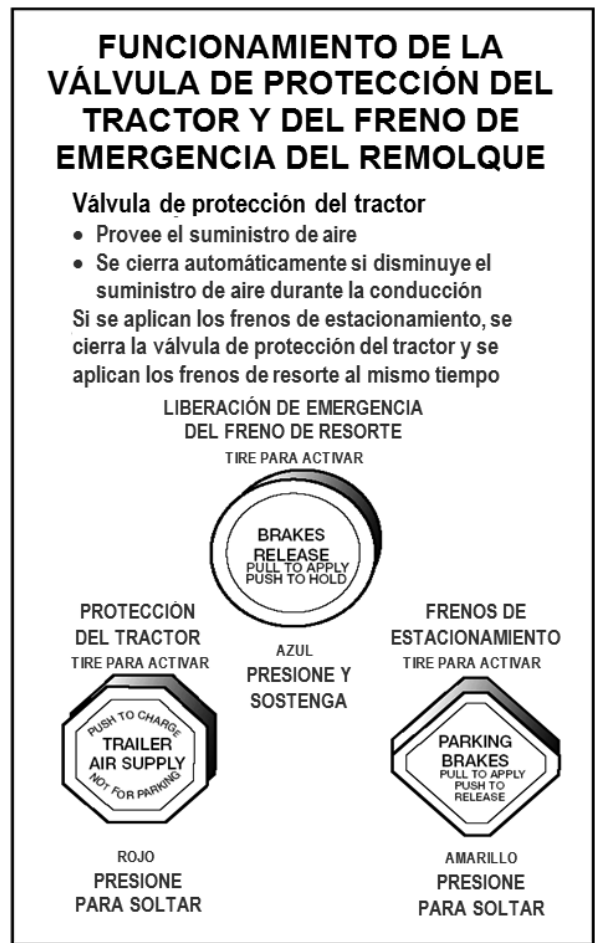 FUNCIONAMIENTO DE LA
VÁLVULA DE PROTECCIÓN DEL
TRACTOR Y DEL FRENO DE
EMERGENCIA DEL REMOLQUE
Válvula de protección del tractor
• Provee el suministro de aire
• Se cierra automáticamente si disminuye el
suministro de aire durante la conducción
Si se aplican los frenos de estacionamiento, se
cierra la válvula de protección del tractor y se
aplican los frenos de resorte al mismo tiempo
LIBERACIÓN DE EMERGENCIA
DEL FRENO DE RESORTE
TIRE PARA ACTIVAR
BRAKES
RELEASE
PULL TO APPLY
PUSH TO HOLD
AZUL
PRESIONE Y
SOSTENGA
PROTECCIÓN
DEL TRACTOR
TIRE PARA ACTIVAR
PUSH TO CHARGE
TRAILER
AIR SUPPLY
NOT FOR PARKING
ROJO
PRESIONE
PARA SOLTAR
FRENOS DE
ESTACIONAMIENTO
TIRE PARA ACTIVAR
PARKING
BRAKES
PULL TO APPLY
PUSH TO
RELEASE
AMARILLO
PRESIONE
PARA SOLTAR